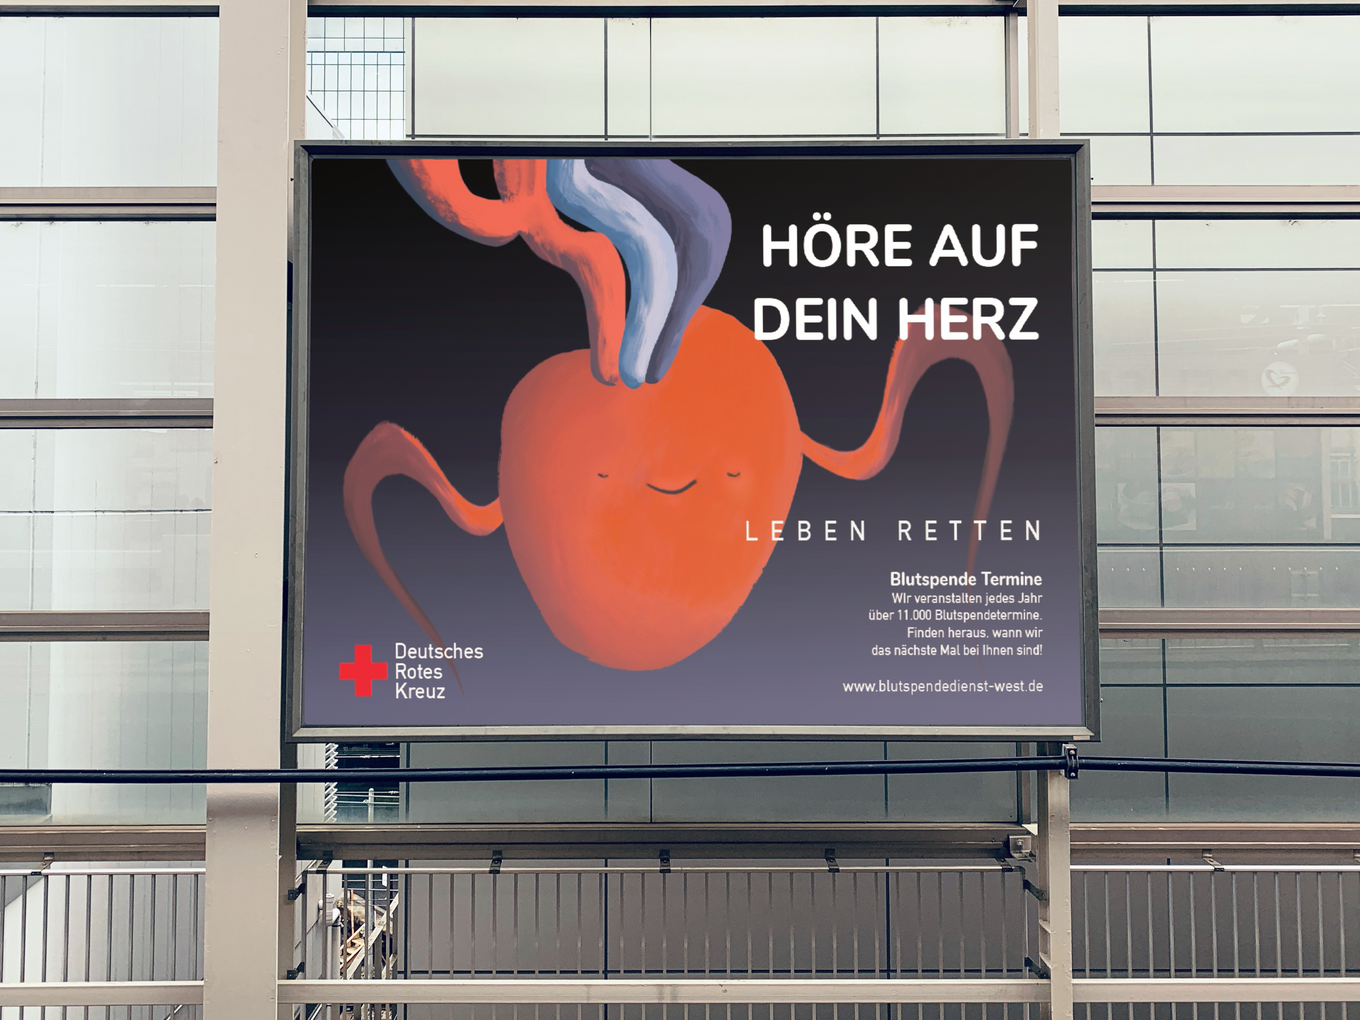 HÖRE AUF
DEIN HERZ
LEBEN RETTEN
Blutspende Termine
WIr veranstalten jedes Jahr
über 11.000 Blutspendetermine.
Finden heraus, wann wir
das nächste Mal bei Ihnen sind!
www.blutspendedienst-west.de
Deutsches
Rotes
Kreuz